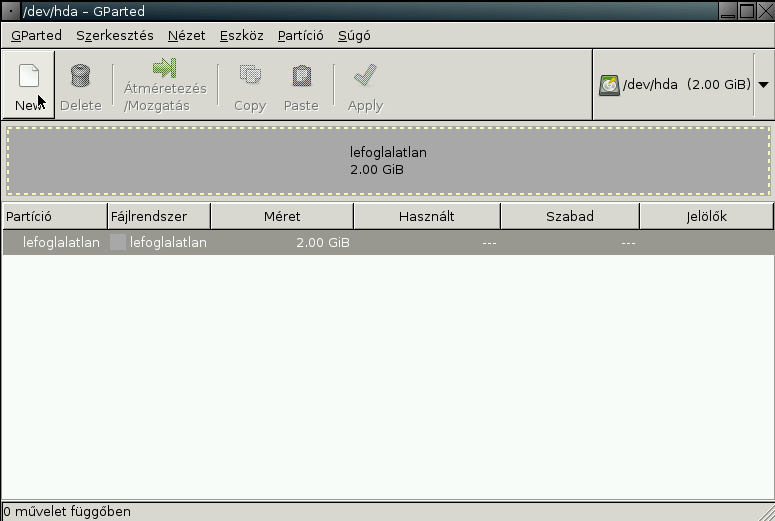 /dev/hda – GParted
GParted Szerkesztés Nézet Eszköz Partíció Súgó
New Delete Átméretezés /Mozgatás Copy Paste Apply /dev/hda (2.00 GiB)
lefoglalatlan
2.00 GiB
Partíció Fájlrendszer Méret Használt Szabad Jelölők
lefoglalatlan lefoglalatlan 2.00 GiB --- ---
0 művelet függőben